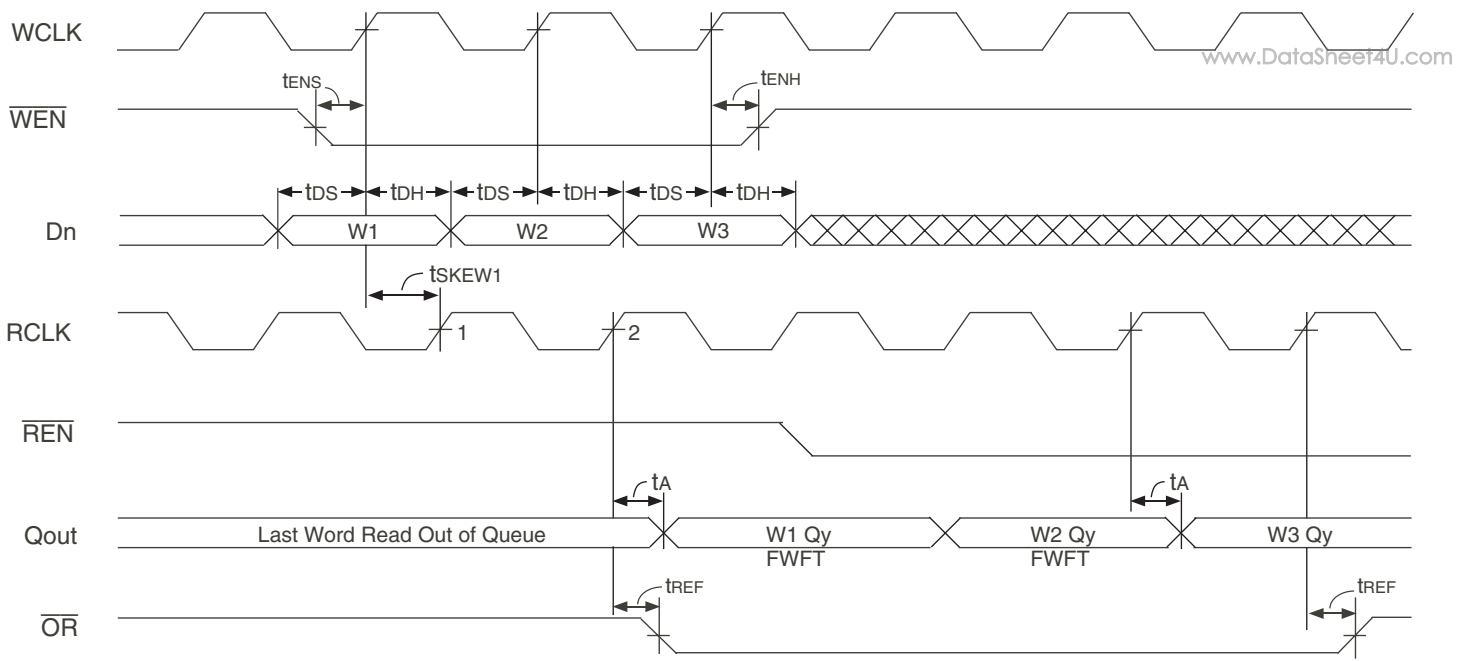 WCLK
www.DataSheet4U.com
tENS
tENH
WEN
tDS tDH tDS tDH tDS tDH
Dn
W1 W2 W3
tSKEW1
RCLK
1 2
REN
tA tA
Qout
Last Word Read Out of Queue W1 Qy W2 Qy W3 Qy
FWFT FWFT
tREF tREF
OR